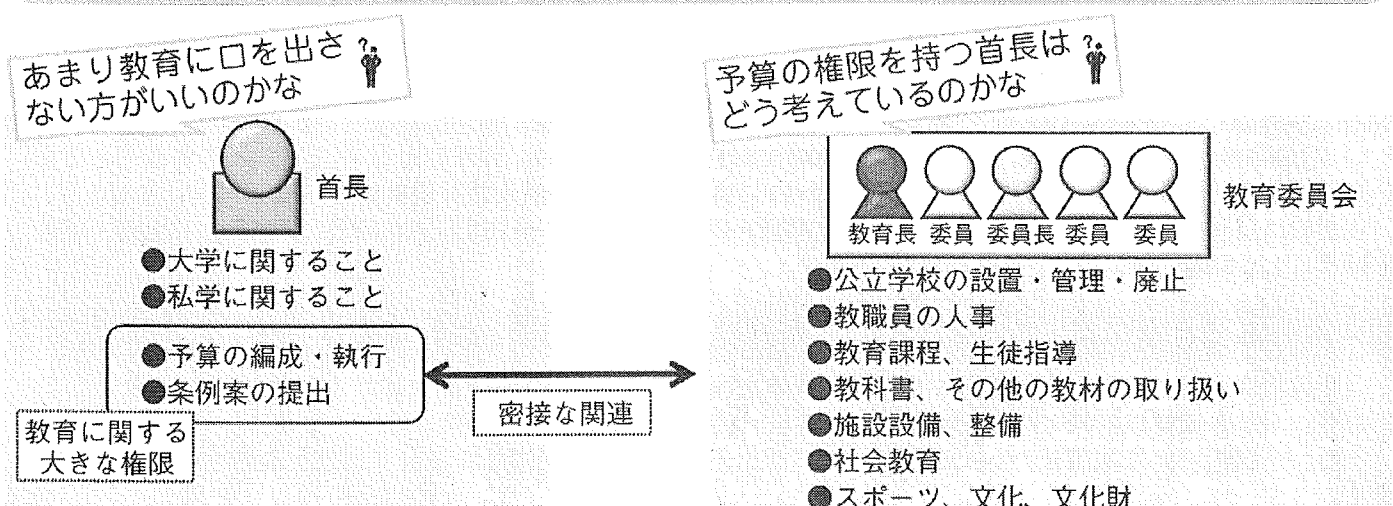 あまり教育に口を出さ
ない方がいいのかな
首長
●大学に関すること
●私学に関すること
●予算の編成・執行
●条例案の提出
教育に関する
大きな権限
密接な関連
予算の権限を持つ首長は
どう考えているのかな
教育長 委員 委員長 委員 委員
教育委員会
●公立学校の設置・管理・廃止
●教職員の人事
●教育課程、生徒指導
●教科書、その他の教材の取り扱い
●施設設備、整備
●社会教育
●スポーツ、文化、文化財